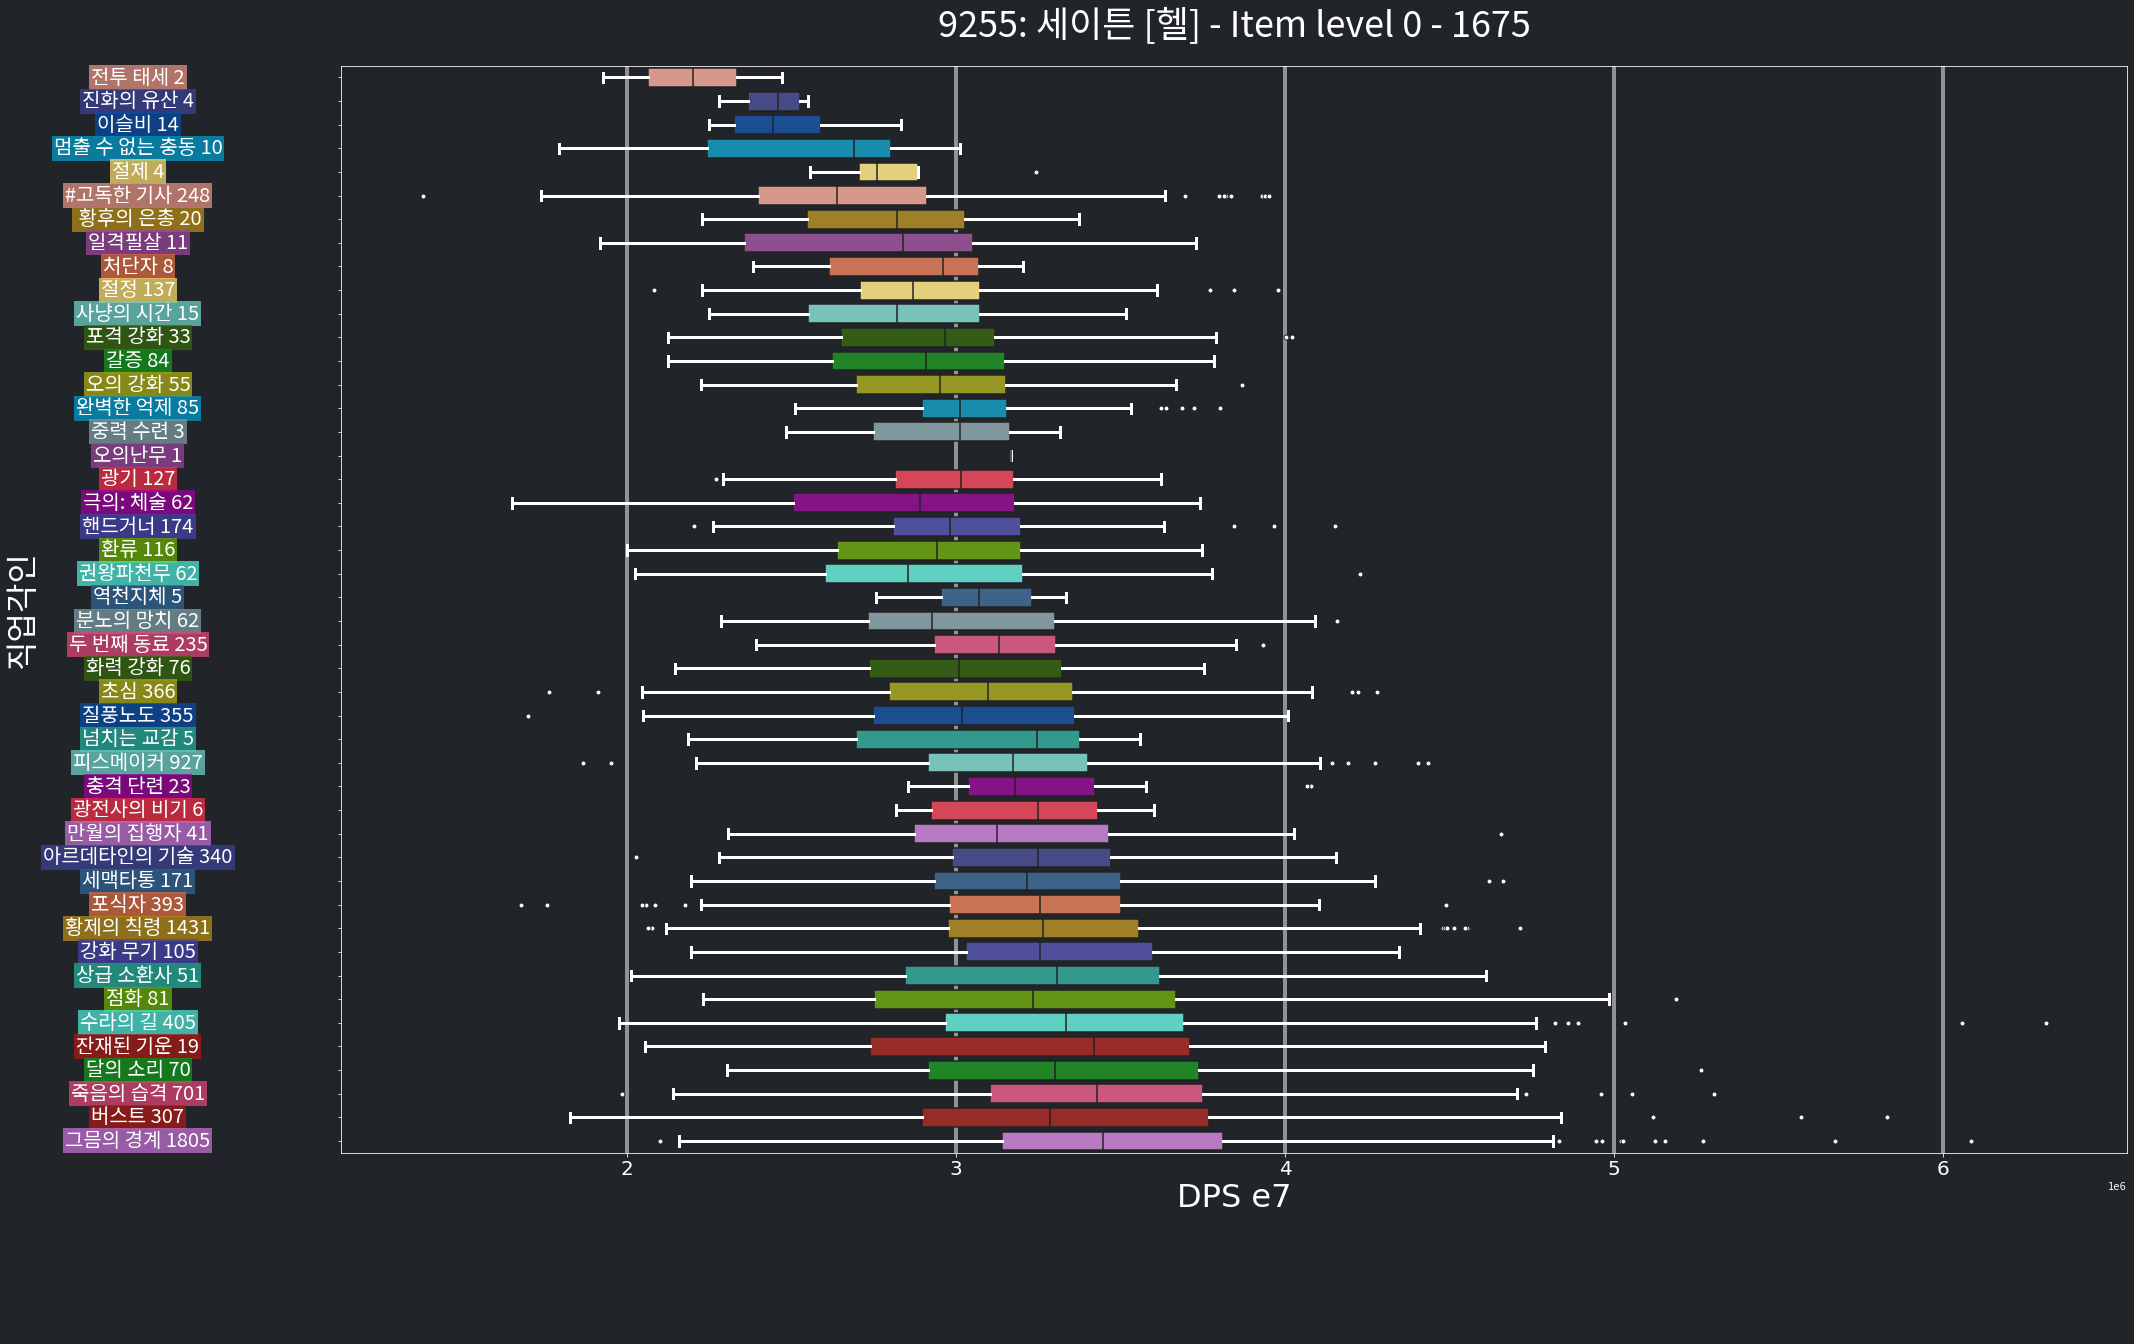 9255: 세이튼 [헬] - Item level 0 - 1675
전투 태세 2
진화의 유산 4
이슬비 14
멈출 수 없는 충동 10
절제 4
#고독한 기사 248
황후의 은총 20
일격필살 11
처단자 8
절정 137
사냥의 시간 15
포격 강화 33
갈증 84
오의 강화 55
완벽한 억제 85
중력 수련 3
오의난무 1
광기 127
극의: 체술 62
핸드거너 174
환류 116
권왕파천무 62
역천지체 5
분노의 망치 62
두 번째 동료 235
화력 강화 76
초심 366
질풍노도 355
넘치는 교감 5
피스메이커 927
충격 단련 23
광전사의 비기 6
만월의 집행자 41
아르데타인의 기술 340
세맥타통 171
포식자 393
황제의 칙령 1431
강화 무기 105
상급 소환사 51
점화 81
수라의 길 405
잔재된 기운 19
달의 소리 70
죽음의 습격 701
버스트 307
그믐의 경계 1805
직업각인
2 3 4 5 6
DPS e7
1e6